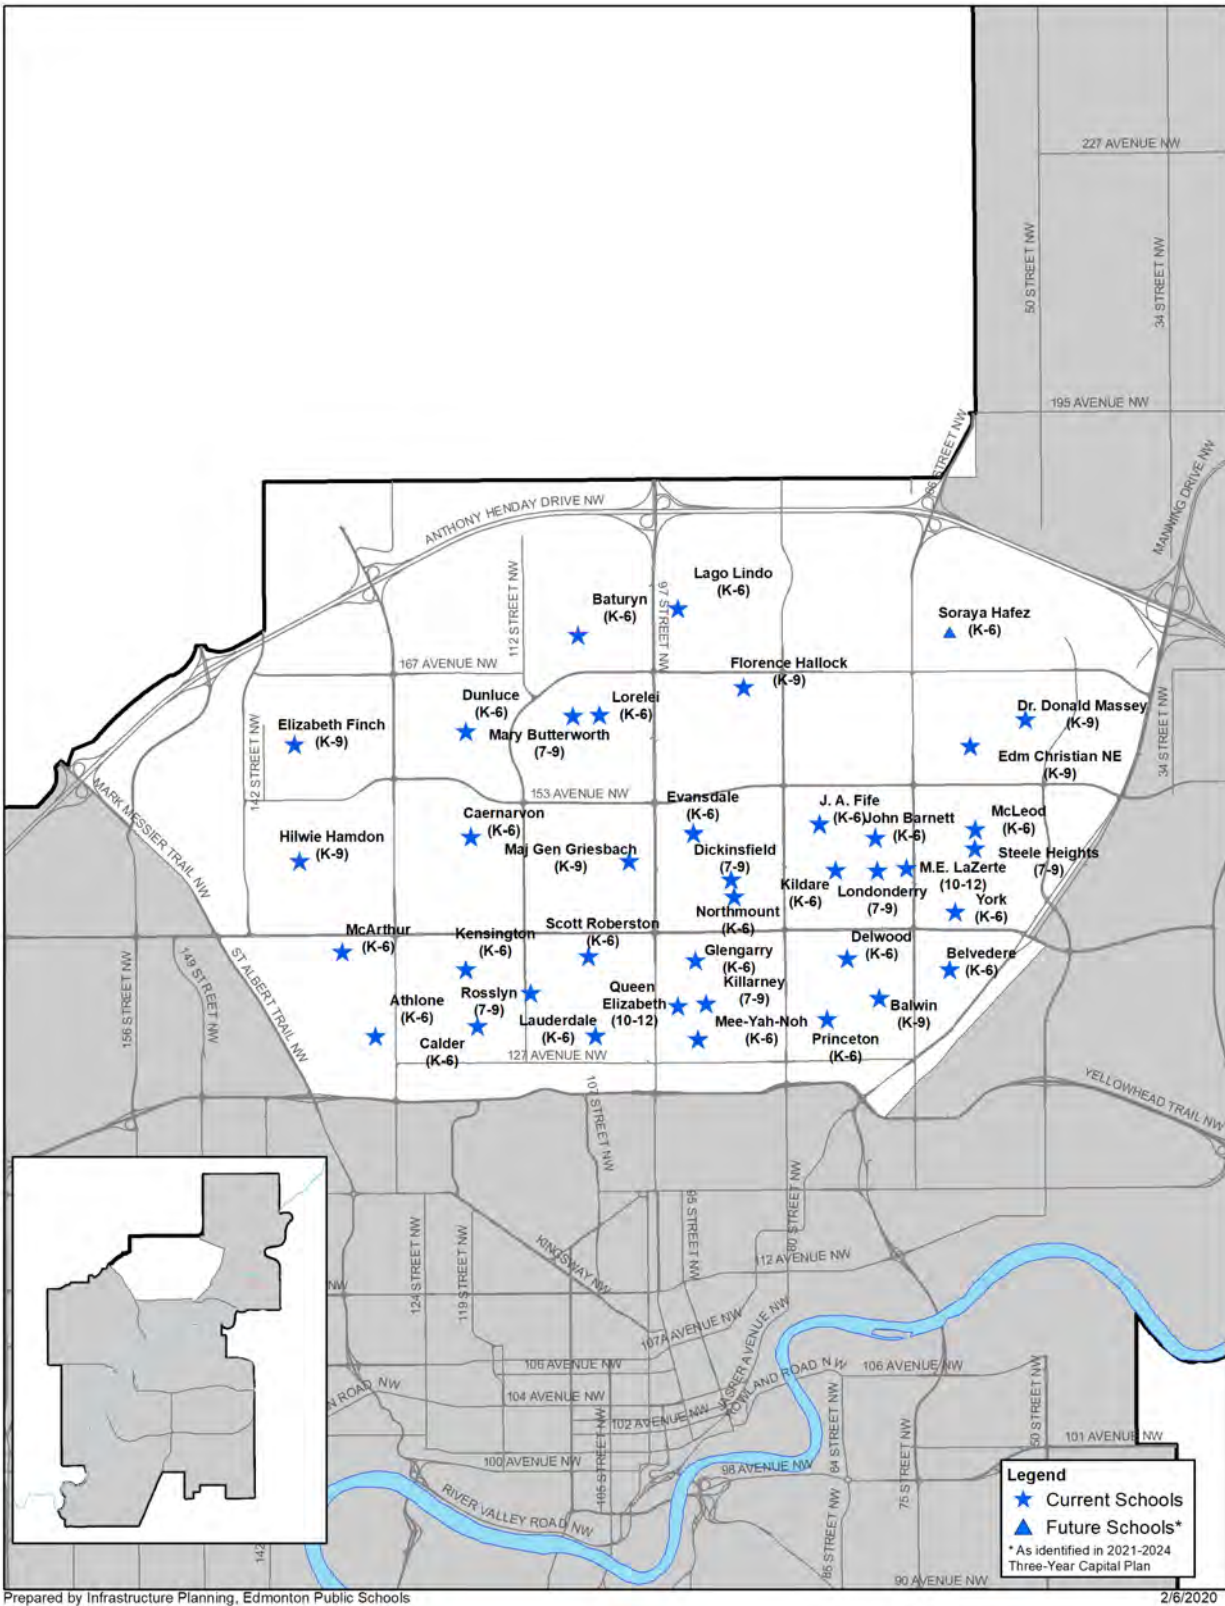 227 AVENUE NW
50 STREET NW
34 STREET NW
195 AVENUE NW
66 STREET NW
MANNING DRIVE NW
ANTHONY HENDAY DRIVE NW
112 STREET NW
97 STREET NW
Lago Lindo
(K-6)
Baturyn
(K-6)
Soraya Hafez
(K-6)
167 AVENUE NW
Florence Hallock
(K-9)
Dunluce
(K-6)
Lorelei
(K-6)
Mary Butterworth
(7-9)
Elizabeth Finch
(K-9)
Dr. Donald Massey
(K-9)
Edm Christian NE
(K-9)
142 STREET NW
34 STREET NW
MARK MESSIER TRAIL NW
153 AVENUE NW
Evansdale
(K-6)
J. A. Fife
(K-6)
John Barnett
(K-6)
McLeod
(K-6)
Caernarvon
(K-6)
Hilwie Hamdon
(K-9)
Maj Gen Griesbach
(K-9)
Dickinsfield
(7-9)
Steele Heights
(7-9)
Kildare
(K-6)
Londonderry
(7-9)
M.E. LaZerte
(10-12)
York
(K-6)
Northmount
(K-6)
McArthur
(K-6)
Kensington
(K-6)
Scott Roberston
(K-6)
Glengarry
(K-6)
Delwood
(K-6)
Belvedere
(K-6)
156 STREET NW
149 STREET NW
ST ALBERT TRAIL NW
Athlone
(K-6)
Rosslyn
(7-9)
Queen
Elizabeth
(10-12)
Killarney
(7-9)
Balwin
(K-9)
Calder
(K-6)
Lauderdale
(K-6)
Mee-Yah-Noh
(K-6)
Princeton
(K-6)
127 AVENUE NW
107 STREET NW
YELLOWHEAD TRAIL NW
95 STREET NW
80 STREET NW
124 STREET NW
119 STREET NW
KINGSWAY NW
112 AVENUE NW
NW
107A AVENUE NW
JASPER AVENUE NW
ROWLAND ROAD NW
106 AVENUE NW
106 AVENUE NW
N ROAD NW
104 AVENUE NW
102 AVENUE NW
105 STREET NW
84 STREET NW
75 STREET NW
50 STREET NW
101 AVENUE NW
100 AVENUE NW
98 AVENUE NW
RIVER VALLEY ROAD NW
85 STREET NW
90 AVENUE NW
142
Legend
Current Schools
Future Schools*
* As identified in 2021-2024
Three-Year Capital Plan
Prepared by Infrastructure Planning, Edmonton Public Schools
2/6/2020